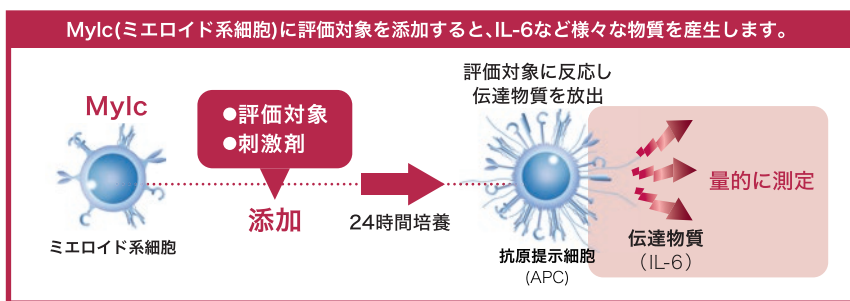 Mylc(ミエロイド系細胞)に評価対象を添加すると、IL-6など様々な物質を産生します。
Mylc
●評価対象
●刺激剤
添加
ミエロイド系細胞
24時間培養
評価対象に反応し
伝達物質を放出
抗原提示細胞
(APC)
量的に測定
伝達物質
(IL-6)